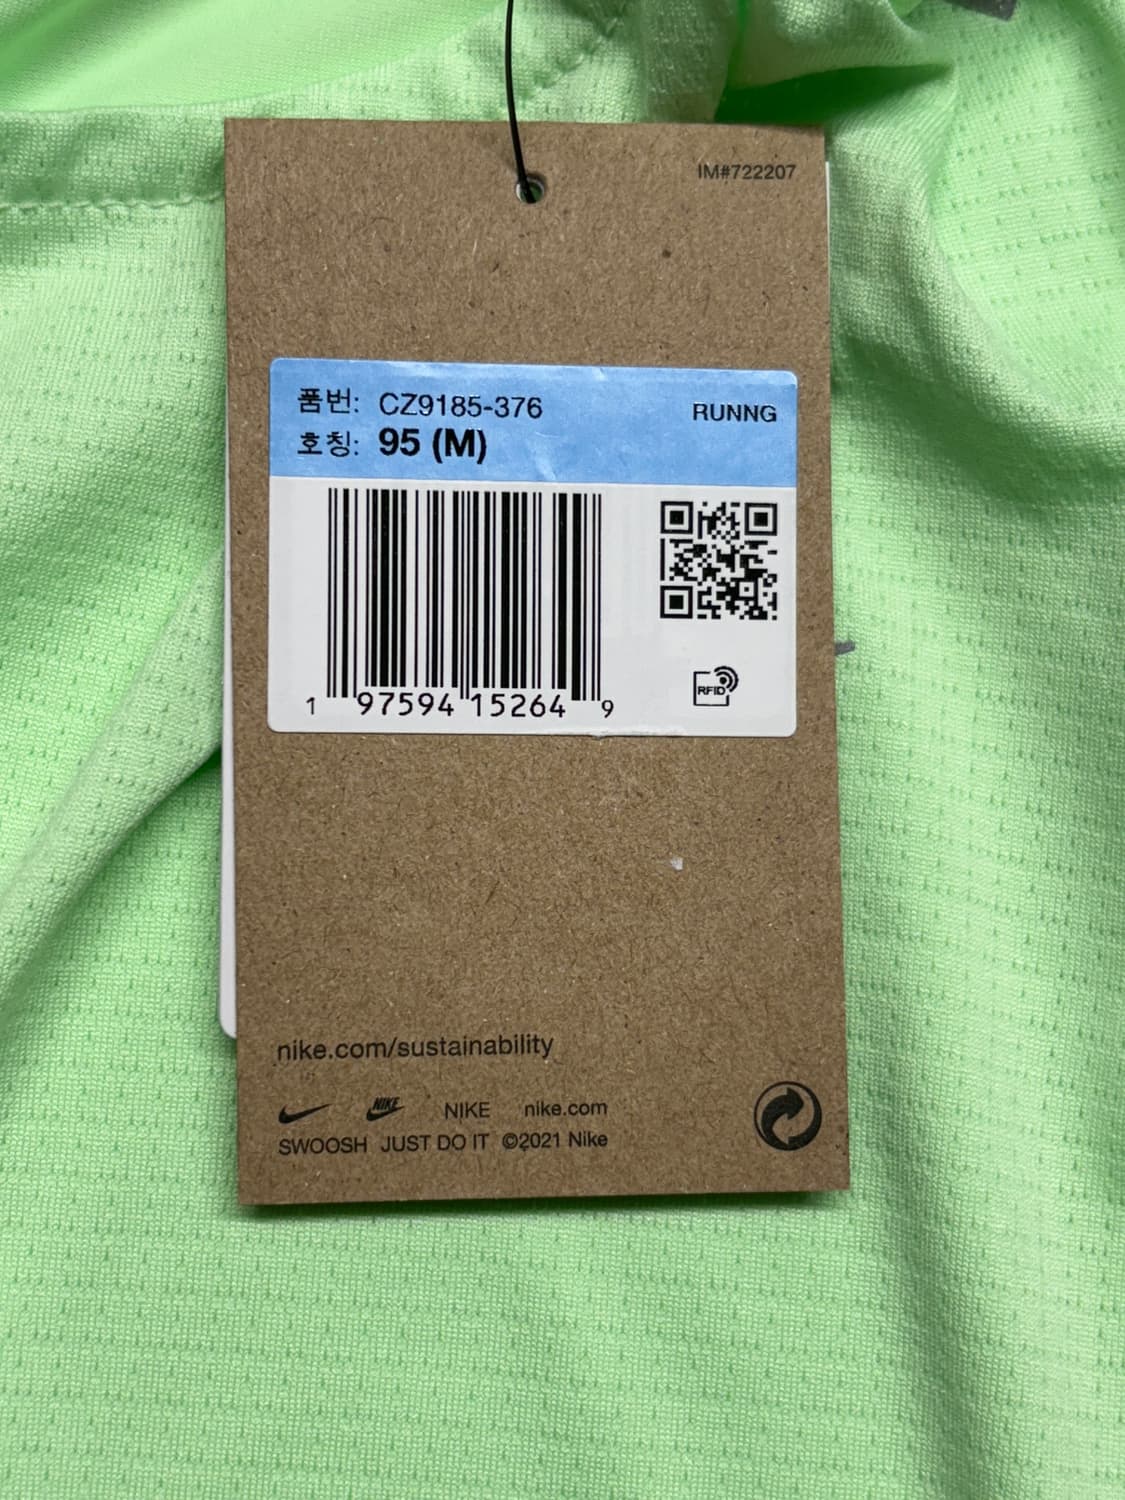 IM#722207
품번: CZ9185-376 RUNNG
호칭: 95 (M)
1 97594 15264 9
RFID
nike.com/sustainability
NIKE NIKE nike.com
SWOOSH JUST DO IT ©2021 Nike